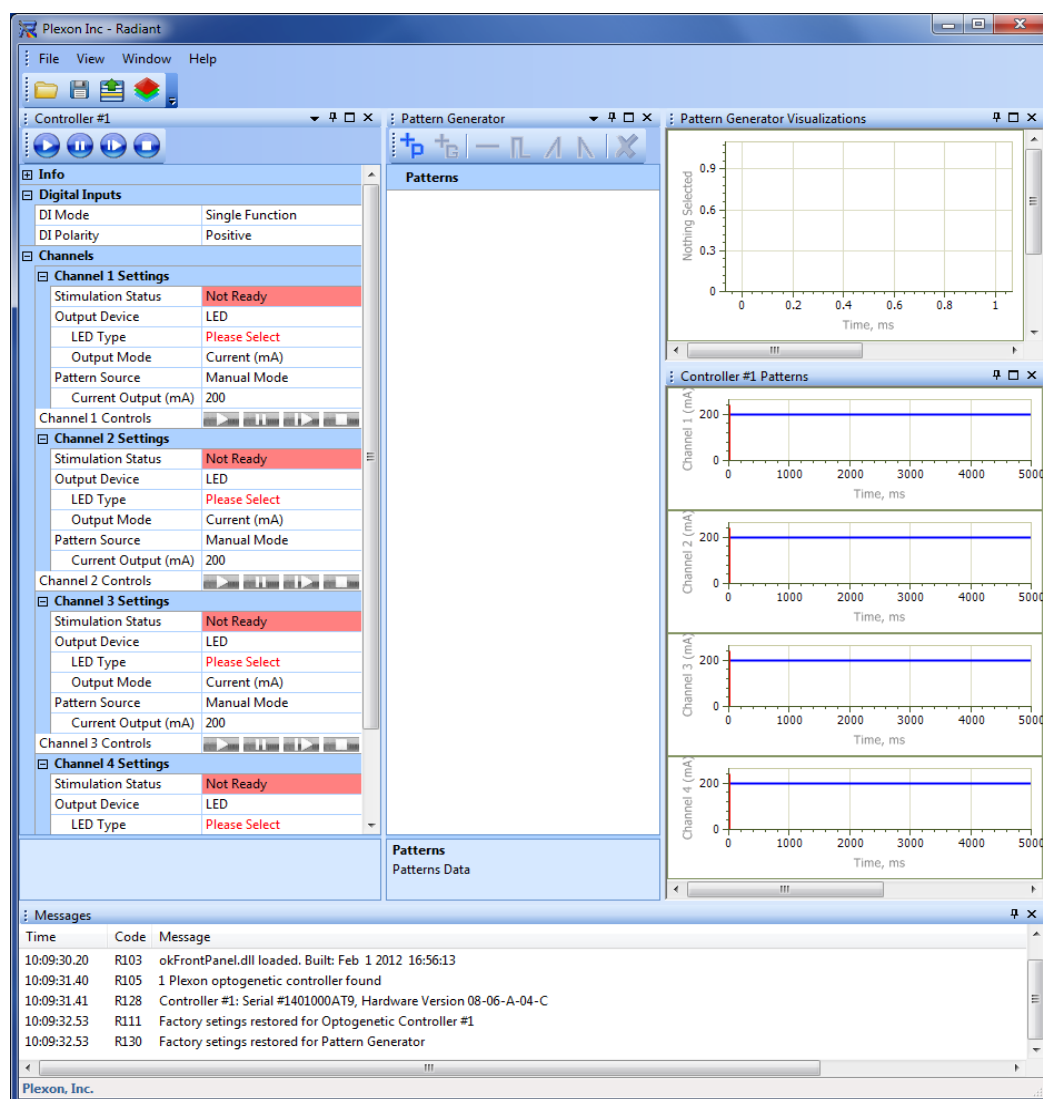 Plexon Inc - Radiant
File View Window Help
Controller #1
Info
Digital Inputs
DI Mode Single Function
DI Polarity Positive
Channels
Channel 1 Settings
Stimulation Status Not Ready
Output Device LED
LED Type Please Select
Output Mode Current (mA)
Pattern Source Manual Mode
Current Output (mA) 200
Channel 1 Controls
Channel 2 Settings
Stimulation Status Not Ready
Output Device LED
LED Type Please Select
Output Mode Current (mA)
Pattern Source Manual Mode
Current Output (mA) 200
Channel 2 Controls
Channel 3 Settings
Stimulation Status Not Ready
Output Device LED
LED Type Please Select
Output Mode Current (mA)
Pattern Source Manual Mode
Current Output (mA) 200
Channel 3 Controls
Channel 4 Settings
Stimulation Status Not Ready
Output Device LED
LED Type Please Select
Pattern Generator
+p +G
Patterns
Patterns
Patterns Data
Pattern Generator Visualizations
Nothing Selected
0.9
0.6
0.3
0
0 0.2 0.4 0.6 0.8 1
Time, ms
Controller #1 Patterns
Channel 1 (mA)
200
0
0 1000 2000 3000 4000 5000
Time, ms
Channel 2 (mA)
200
0
0 1000 2000 3000 4000 5000
Time, ms
Channel 3 (mA)
200
0
0 1000 2000 3000 4000 5000
Time, ms
Channel 4 (mA)
200
0
0 1000 2000 3000 4000 5000
Time, ms
Messages
Time Code Message
10:09:30.20 R103 okFrontPanel.dll loaded. Built: Feb 1 2012 16:56:13
10:09:31.40 R105 1 Plexon optogenetic controller found
10:09:31.41 R128 Controller #1: Serial #1401000AT9, Hardware Version 08-06-A-04-C
10:09:32.53 R111 Factory setings restored for Optogenetic Controller #1
10:09:32.53 R130 Factory setings restored for Pattern Generator
Plexon, Inc.